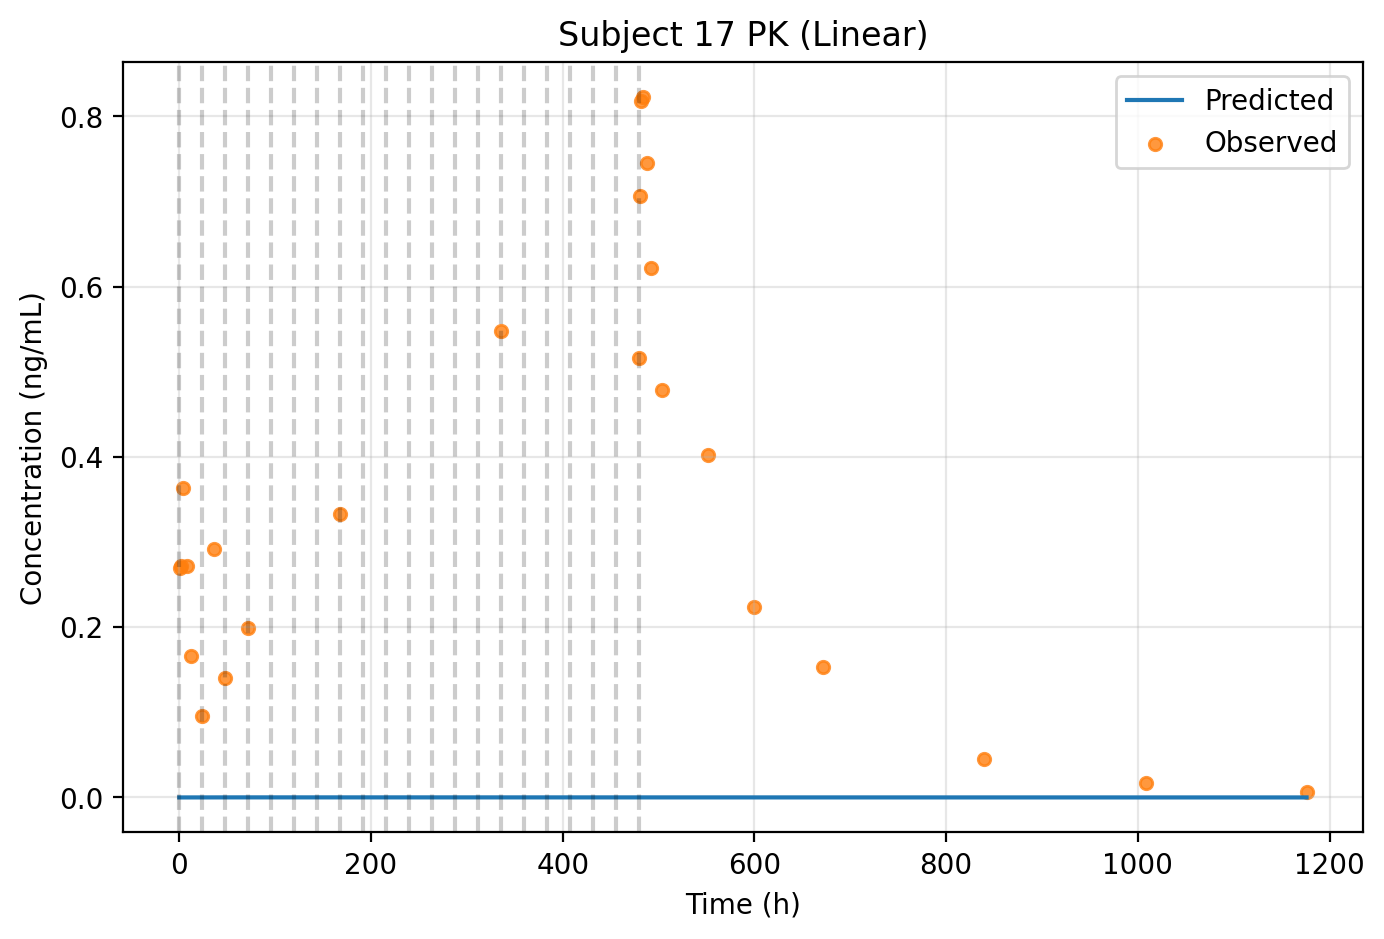 Subject 17 PK (Linear)
Predicted
Observed
Concentration (ng/mL)
0.8
0.6
0.4
0.2
0.0
0 200 400 600 800 1000 1200
Time (h)